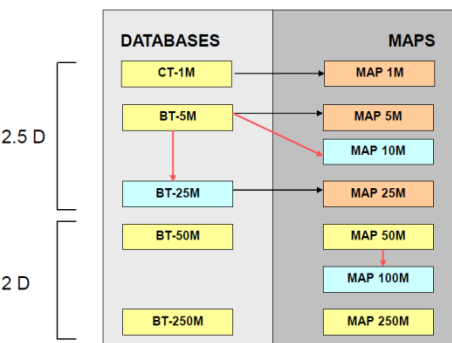 DATABASES MAPS
CT-1M MAP 1M
BT-5M MAP 5M
2.5 D
MAP 10M
BT-25M MAP 25M
BT-50M MAP 50M
2 D
MAP 100M
BT-250M MAP 250M